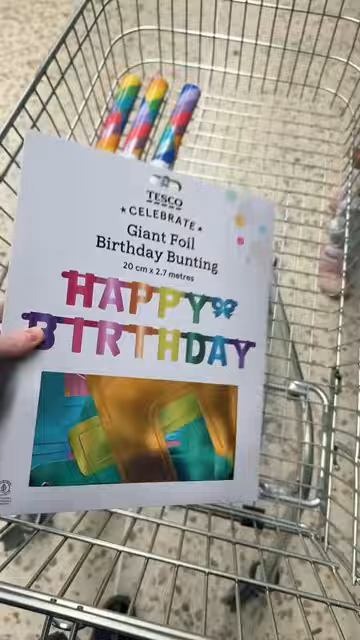 TESCO
CELEBRATE
Giant Foil
Birthday Bunting
20 cm x 2.7 metres
HAPPY
BIRTHDAY